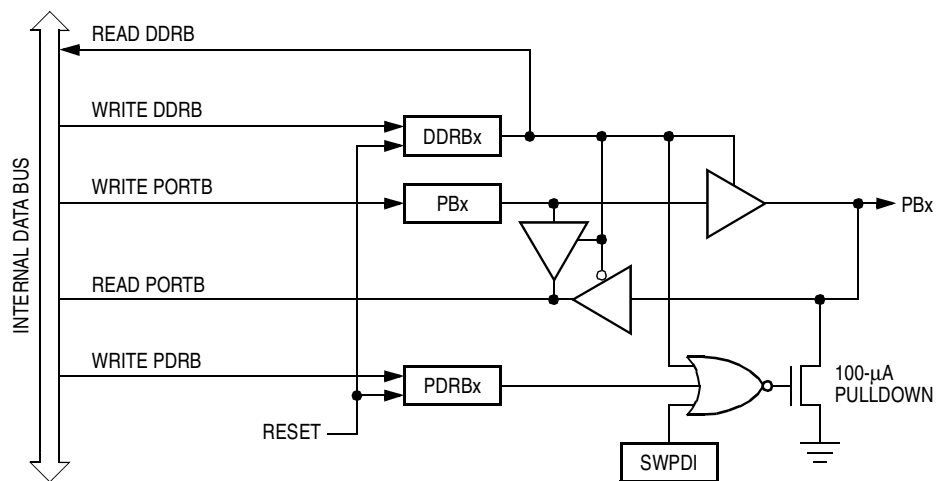 READ DDRB
WRITE DDRB
DDRBx
WRITE PORTB
PBx
PBx
INTERNAL DATA BUS
READ PORTB
WRITE PDRB
PDRBx
100-µA
PULLDOWN
RESET
SWPDI